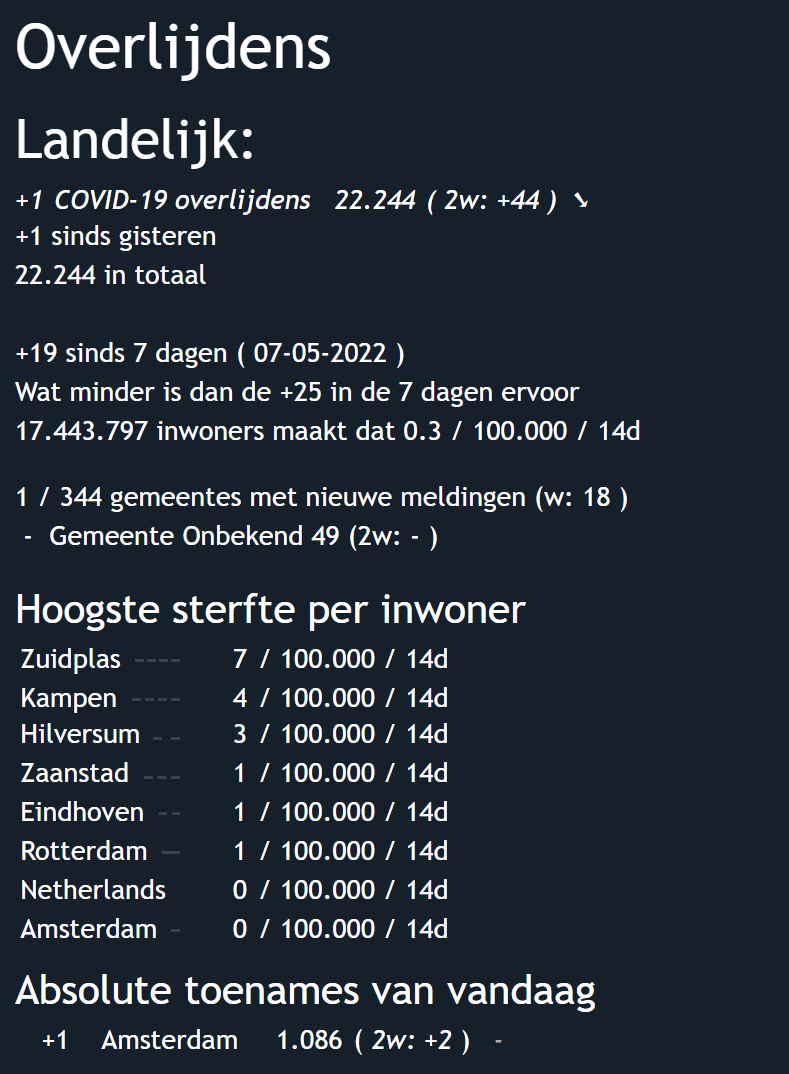 Overlijdens
Landelijk:
+1 COVID-19 overlijdens 22.244 ( 2w: +44 ) ➘
+1 sinds gisteren
22.244 in totaal
+19 sinds 7 dagen ( 07-05-2022 )
Wat minder is dan de +25 in de 7 dagen ervoor
17.443.797 inwoners maakt dat 0.3 / 100.000 / 14d
1 / 344 gemeentes met nieuwe meldingen (w: 18 )
- Gemeente Onbekend 49 (2w: - )
Hoogste sterfte per inwoner
Zuidplas ---- 7 / 100.000 / 14d
Kampen ---- 4 / 100.000 / 14d
Hilversum - - 3 / 100.000 / 14d
Zaanstad --- 1 / 100.000 / 14d
Eindhoven -- 1 / 100.000 / 14d
Rotterdam — 1 / 100.000 / 14d
Netherlands 0 / 100.000 / 14d
Amsterdam - 0 / 100.000 / 14d
Absolute toenames van vandaag
+1 Amsterdam 1.086 ( 2w: +2 ) -